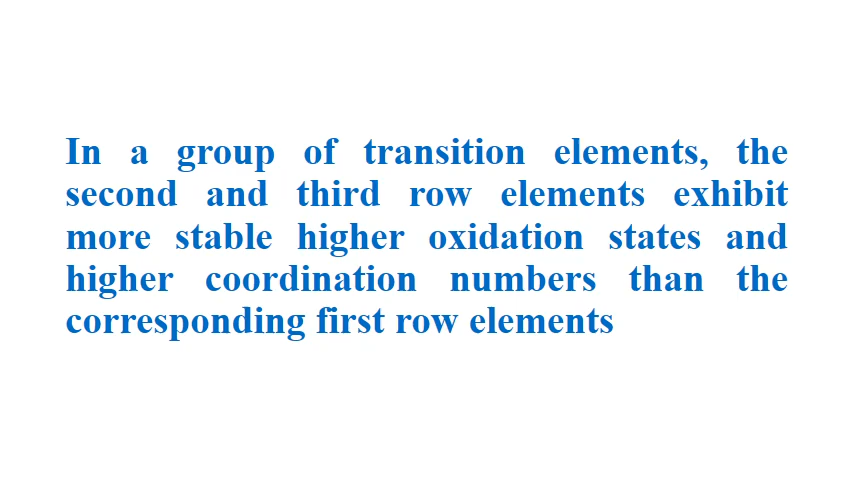 In a group of transition elements, the
second and third row elements exhibit
more stable higher oxidation states and
higher coordination numbers than the
corresponding first row elements